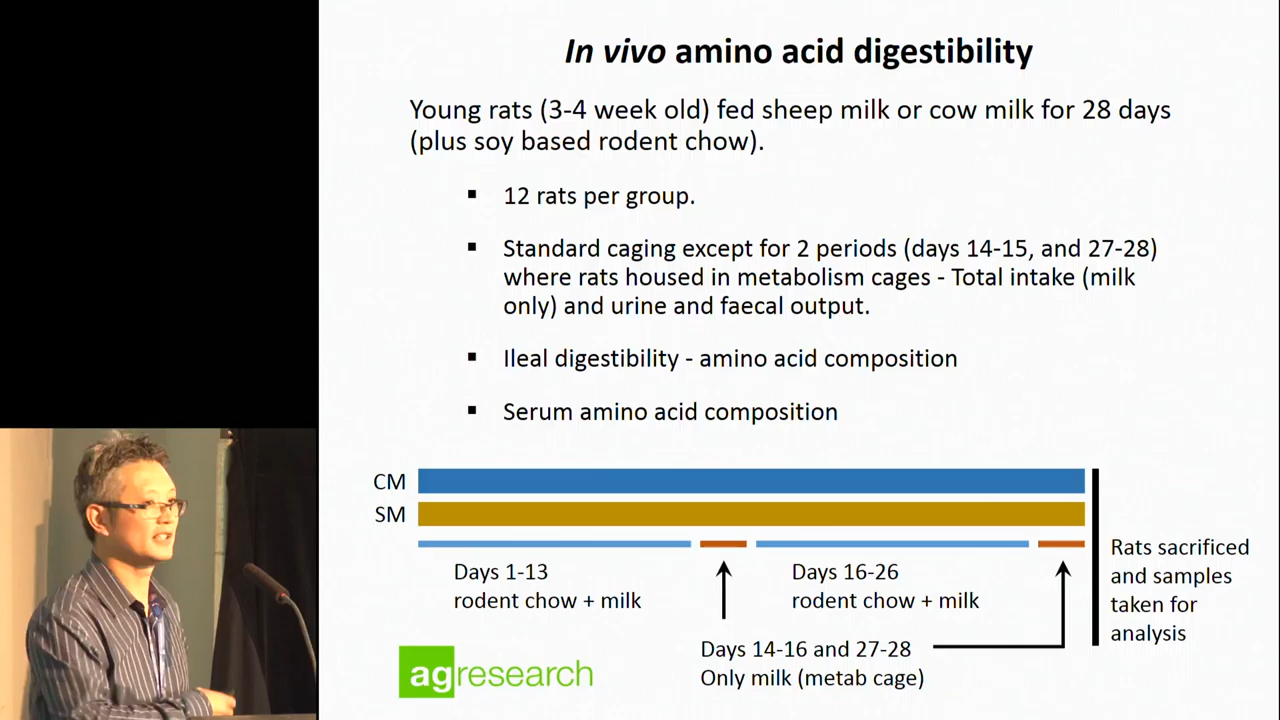 In vivo amino acid digestibility
Young rats (3-4 week old) fed sheep milk or cow milk for 28 days
(plus soy based rodent chow).
▪ 12 rats per group.
▪ Standard caging except for 2 periods (days 14-15, and 27-28)
where rats housed in metabolism cages - Total intake (milk
only) and urine and faecal output.
▪ Ileal digestibility - amino acid composition
▪ Serum amino acid composition
CM
SM
Days 1-13
rodent chow + milk
Days 16-26
rodent chow + milk
Days 14-16 and 27-28
Only milk (metab cage)
Rats sacrificed
and samples
taken for
analysis
agresearch